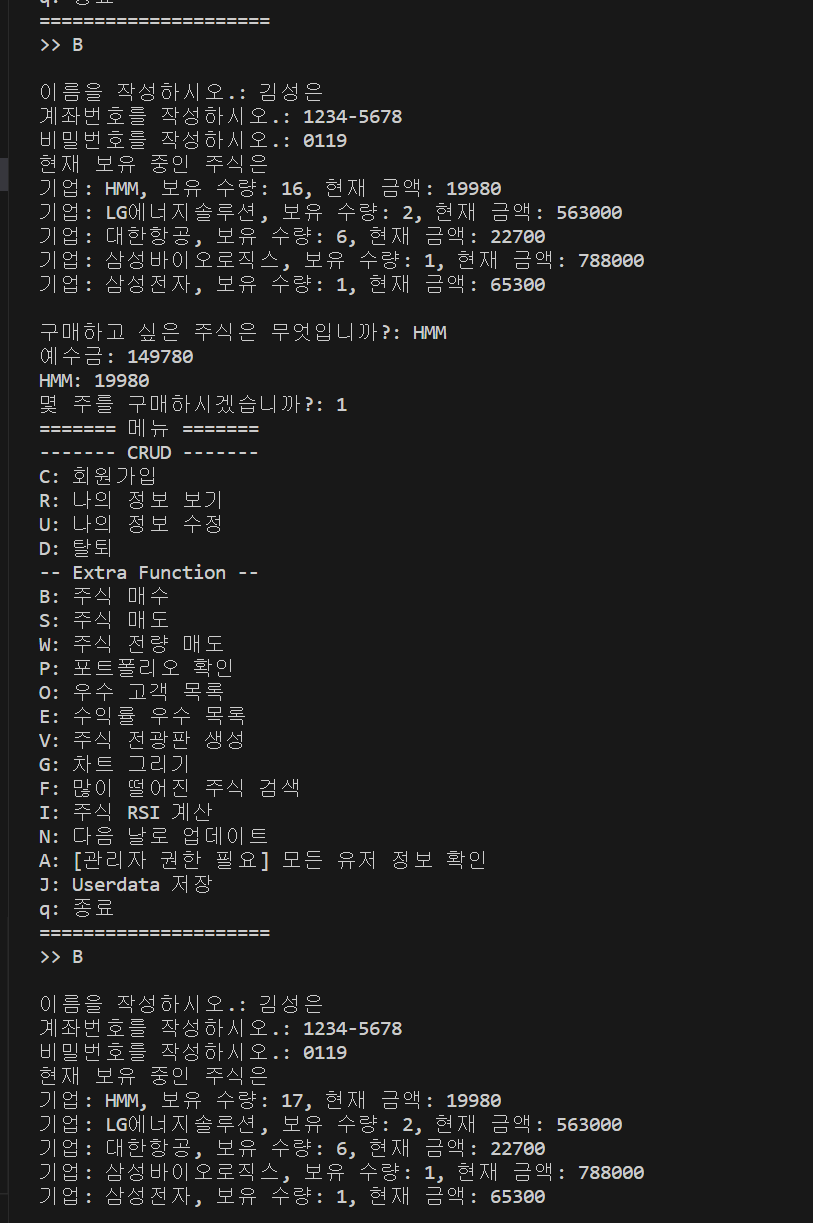 =====================
>> B
이름을 작성하시오.: 김성은
계좌번호를 작성하시오.: 1234-5678
비밀번호를 작성하시오.: 0119
현재 보유 중인 주식은
기업: HMM, 보유 수량: 16, 현재 금액: 19980
기업: LG에너지솔루션, 보유 수량: 2, 현재 금액: 563000
기업: 대한항공, 보유 수량: 6, 현재 금액: 22700
기업: 삼성바이오로직스, 보유 수량: 1, 현재 금액: 788000
기업: 삼성전자, 보유 수량: 1, 현재 금액: 65300
구매하고 싶은 주식은 무엇입니까?: HMM
예수금: 149780
HMM: 19980
몇 주를 구매하시겠습니까?: 1
======= 메뉴 =======
------- CRUD -------
C: 회원가입
R: 나의 정보 보기
U: 나의 정보 수정
D: 탈퇴
-- Extra Function --
B: 주식 매수
S: 주식 매도
W: 주식 전량 매도
P: 포트폴리오 확인
O: 우수 고객 목록
E: 수익률 우수 목록
V: 주식 전광판 생성
G: 차트 그리기
F: 많이 떨어진 주식 검색
I: 주식 RSI 계산
N: 다음 날로 업데이트
A: [관리자 권한 필요] 모든 유저 정보 확인
J: Userdata 저장
q: 종료
=====================
>> B
이름을 작성하시오.: 김성은
계좌번호를 작성하시오.: 1234-5678
비밀번호를 작성하시오.: 0119
현재 보유 중인 주식은
기업: HMM, 보유 수량: 17, 현재 금액: 19980
기업: LG에너지솔루션, 보유 수량: 2, 현재 금액: 563000
기업: 대한항공, 보유 수량: 6, 현재 금액: 22700
기업: 삼성바이오로직스, 보유 수량: 1, 현재 금액: 788000
기업: 삼성전자, 보유 수량: 1, 현재 금액: 65300